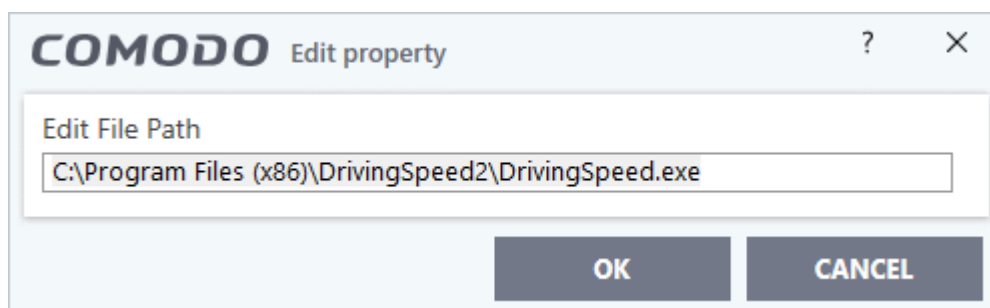 COMODO Edit property ? ×
Edit File Path
C:\Program Files (x86)\DrivingSpeed2\DrivingSpeed.exe
OK CANCEL